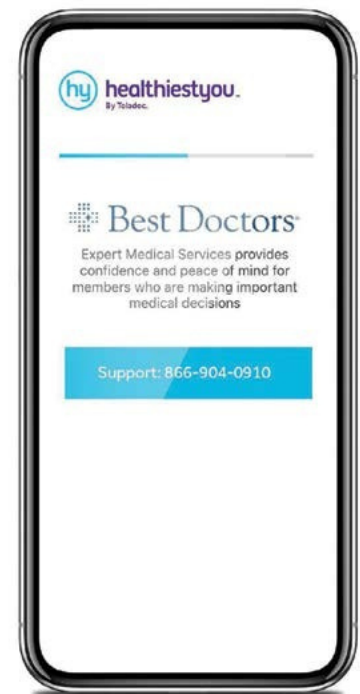 hy healthiestyou.
By Teladoc.
Best Doctors
Expert Medical Services provides
confidence and peace of mind for
members who are making important
medical decisions
Support: 866-904-0910